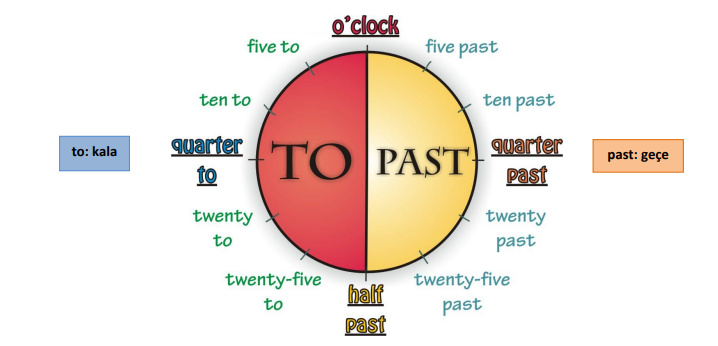 o'clock
five to
five past
ten to
ten past
quarter
to
to: kala
TO
PAST
quarter
past
past: geçe
twenty
to
twenty
past
twenty-five
to
half
past
twenty-five
past